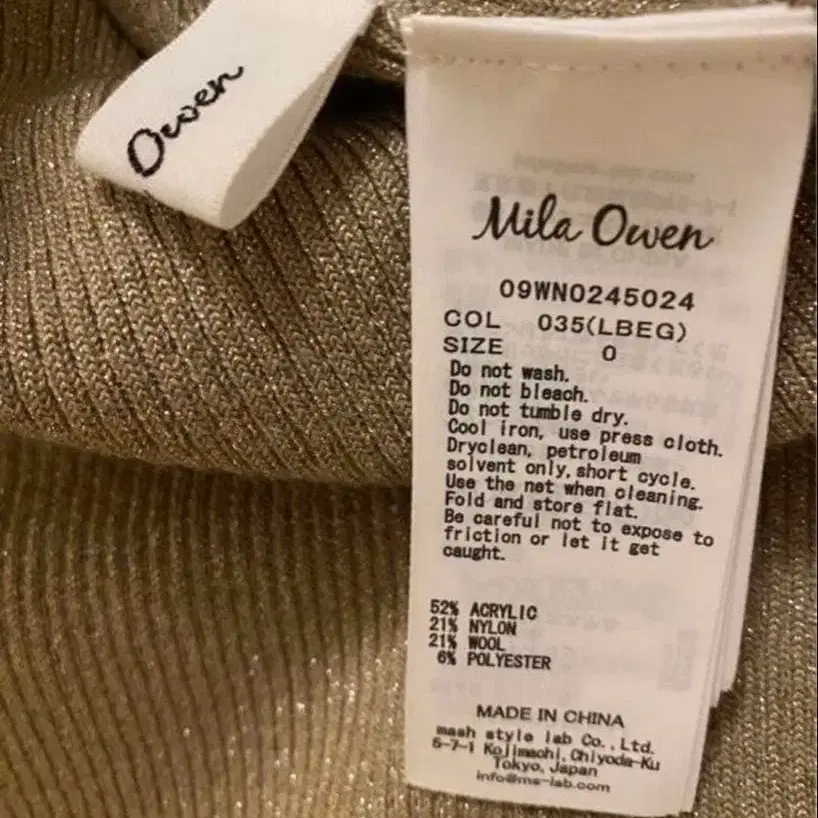 Owen
Mila Owen
09WN0245024
COL 035(LBEG)
SIZE 0
Do not wash.
Do not bleach.
Do not tumble dry.
Cool iron, use press cloth.
Dryclean, petroleum
solvent only, short cycle.
Use the net when cleaning.
Fold and store flat.
Be careful not to expose to
friction or let it get
caught.
52% ACRYLIC
21% NYLON
21% WOOL
6% POLYESTER
MADE IN CHINA
mash style lab Co., Ltd.
6-7-1 Kojimachi, Chiyoda-Ku
Tokyo, Japan
info@ms-lab.com